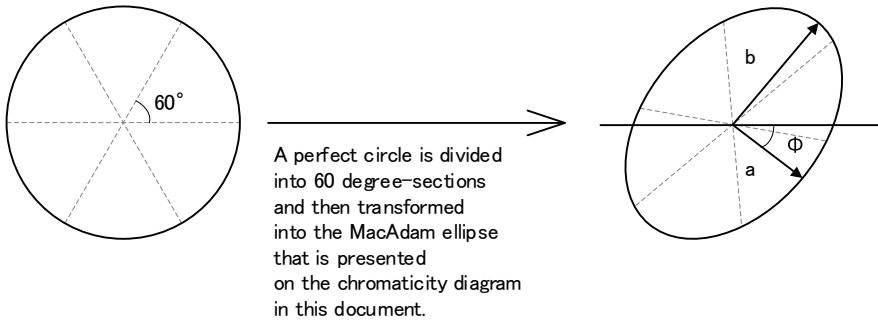 60°
A perfect circle is divided
into 60 degree-sections
and then transformed
into the MacAdam ellipse
that is presented
on the chromaticity diagram
in this document.
b
Φ
a